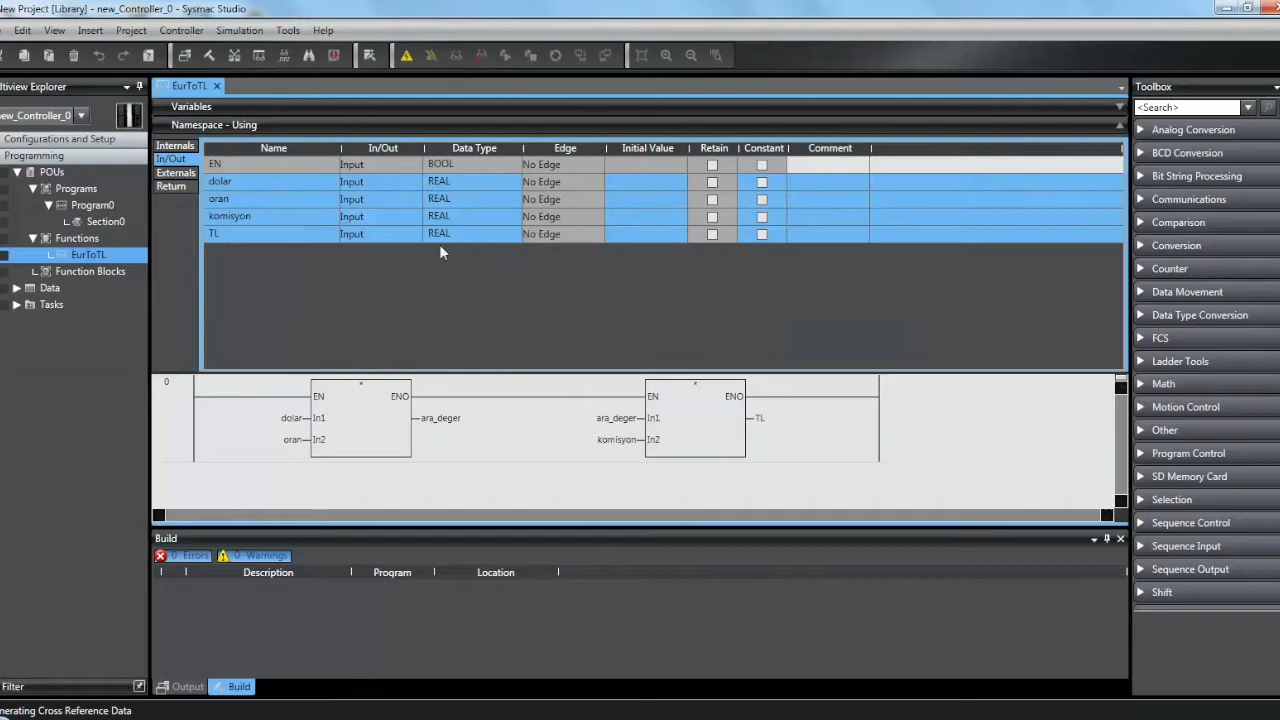 New Project [Library] - new_Controller_0 - Sysmac Studio
Edit View Insert Project Controller Simulation Tools Help
Multiview Explorer
new_Controller_0
Configurations and Setup
Programming
POUs
Programs
Program0
Section0
Functions
EurToTL
Function Blocks
Data
Tasks
Filter
EurToTL
Variables
Namespace - Using
Internals
In/Out
Externals
Return
Name In/Out Data Type Edge Initial Value Retain Constant Comment
EN Input BOOL No Edge
dolar Input REAL No Edge
oran Input REAL No Edge
komisyon Input REAL No Edge
TL Input REAL No Edge
0
* *
EN ENO EN ENO
dolar In1 ara_deger ara_deger In1 TL
oran In2 komisyon In2
Build
0 Errors 0 Warnings
Description Program Location
Output Build
Toolbox
<Search>
Analog Conversion
BCD Conversion
Bit String Processing
Communications
Comparison
Conversion
Counter
Data Movement
Data Type Conversion
FCS
Ladder Tools
Math
Motion Control
Other
Program Control
SD Memory Card
Selection
Sequence Control
Sequence Input
Sequence Output
Shift
enerating Cross Reference Data